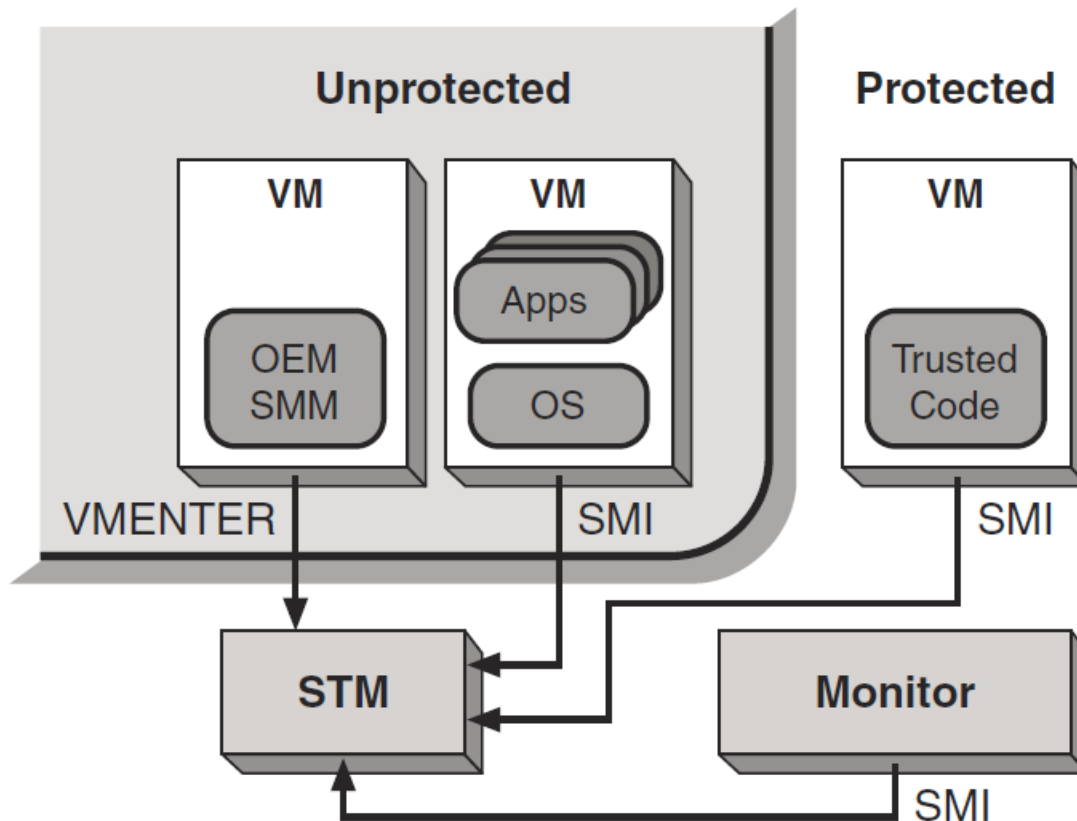 Unprotected
Protected
VM
VM
VM
Apps
OEM
SMM
OS
Trusted
Code
VMENTER
SMI
SMI
STM
Monitor
SMI